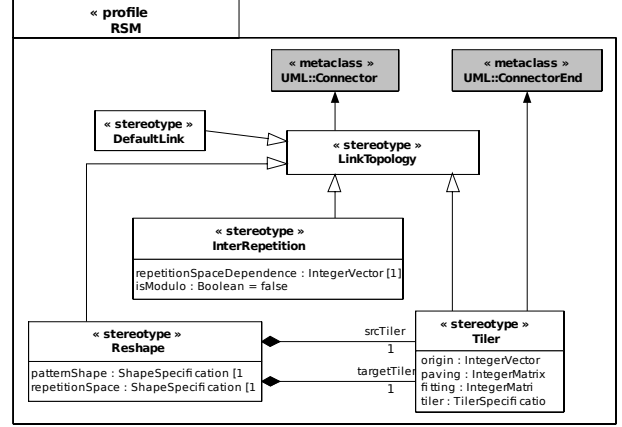 « profile
RSM
« metaclass »
UML::Connector
« metaclass »
UML::ConnectorEnd
« stereotype »
DefaultLink
« stereotype »
LinkTopology
« stereotype »
InterRepetition
repetitionSpaceDependence : IntegerVector [1]
isModulo : Boolean = false
« stereotype »
Reshape
patternShape : ShapeSpecification [1
repetitionSpace : ShapeSpecification [1
srcTiler
1
targetTiler
1
« stereotype »
Tiler
origin : IntegerVector
paving : IntegerMatrix
fitting : IntegerMatri
tiler : TilerSpecificatio